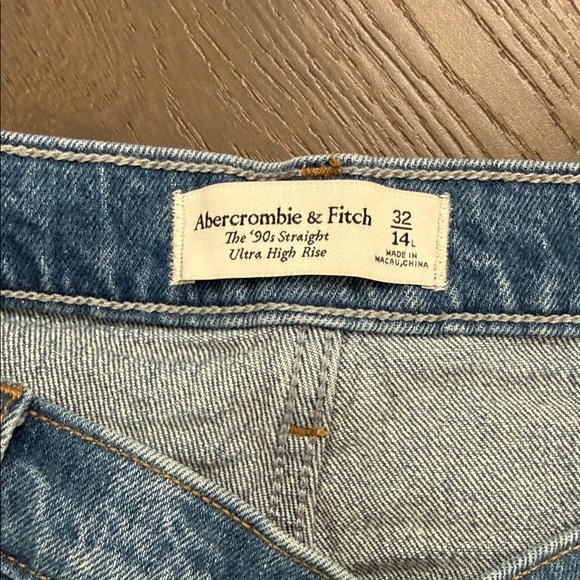 Abercrombie & Fitch
The '90s Straight
Ultra High Rise
32
14L
MADE IN
MACAU,CHINA